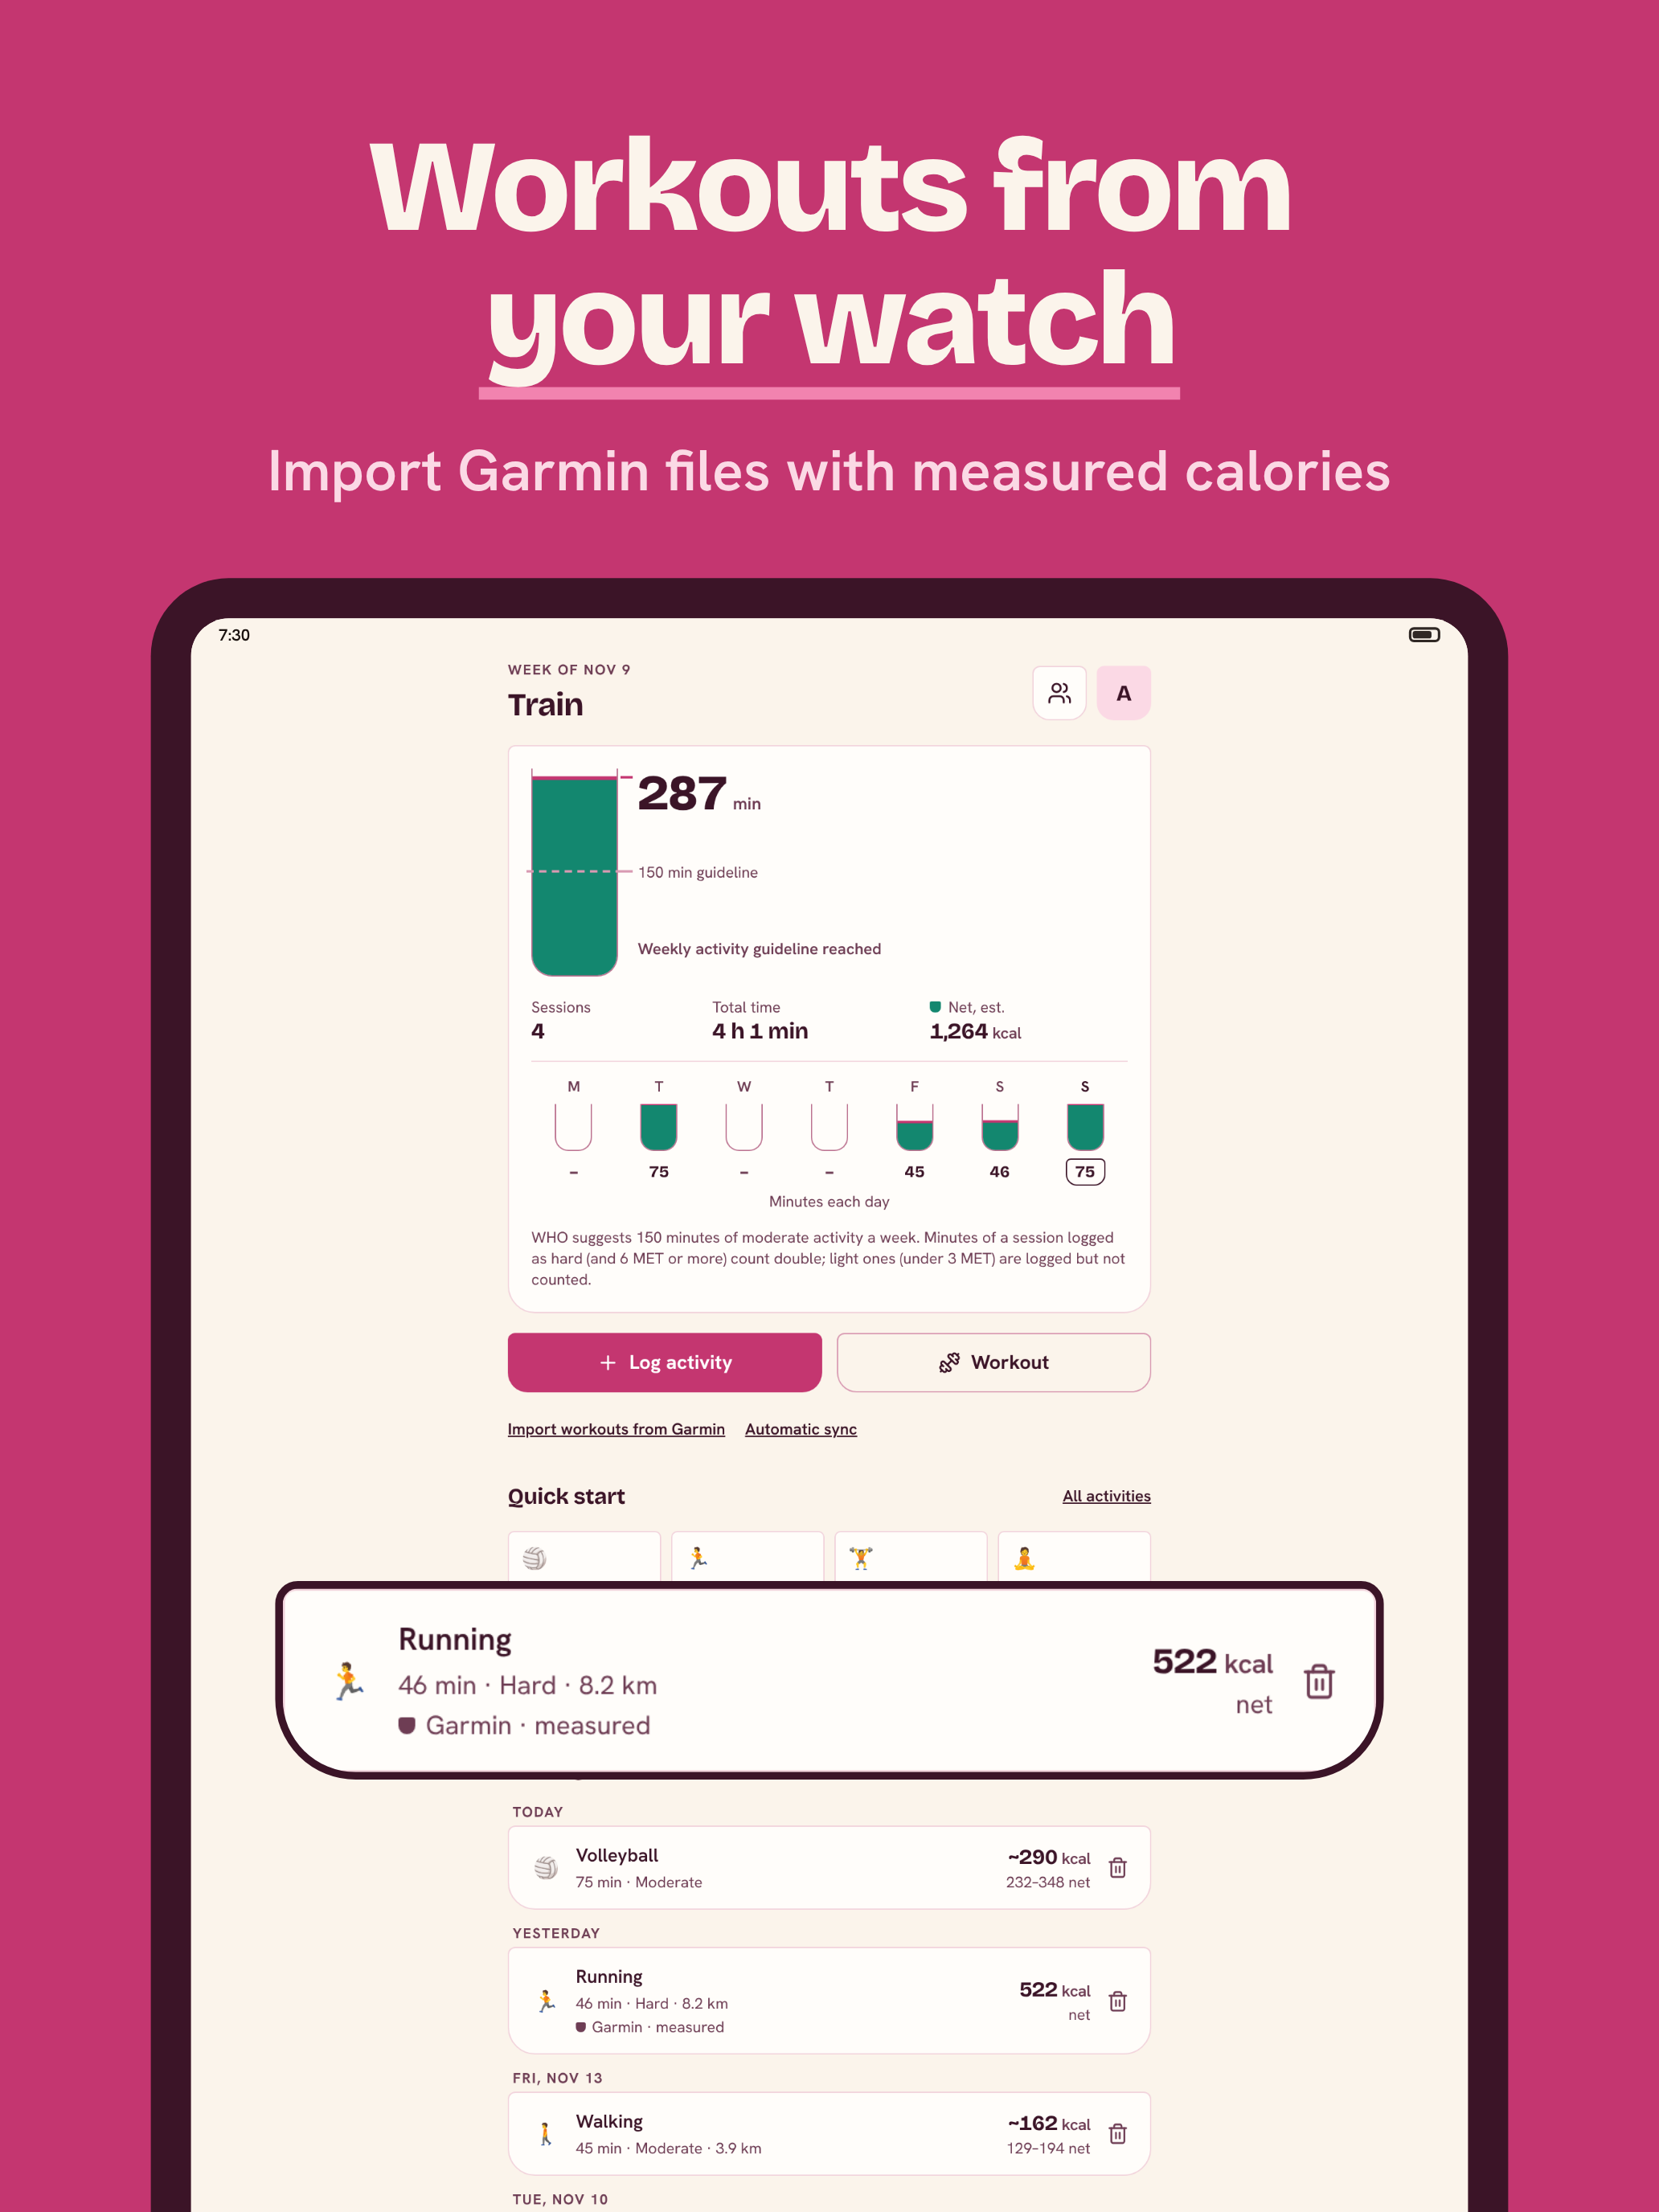 Workouts from
your watch
Import Garmin files with measured calories
7:30
WEEK OF NOV 9
Train
A
287 min
150 min guideline
Weekly activity guideline reached
Sessions
4
Total time
4 h 1 min
Net, est.
1,264 kcal
M T W T F S S
– 75 – – 45 46 75
Minutes each day
WHO suggests 150 minutes of moderate activity a week. Minutes of a session logged
as hard (and 6 MET or more) count double; light ones (under 3 MET) are logged but not
counted.
+ Log activity
Workout
Import workouts from Garmin Automatic sync
Quick start
All activities
Running
46 min · Hard · 8.2 km
Garmin · measured
522 kcal
net
TODAY
Volleyball
75 min · Moderate
~290 kcal
232–348 net
YESTERDAY
Running
46 min · Hard · 8.2 km
Garmin · measured
522 kcal
net
FRI, NOV 13
Walking
45 min · Moderate · 3.9 km
~162 kcal
129–194 net
TUE, NOV 10